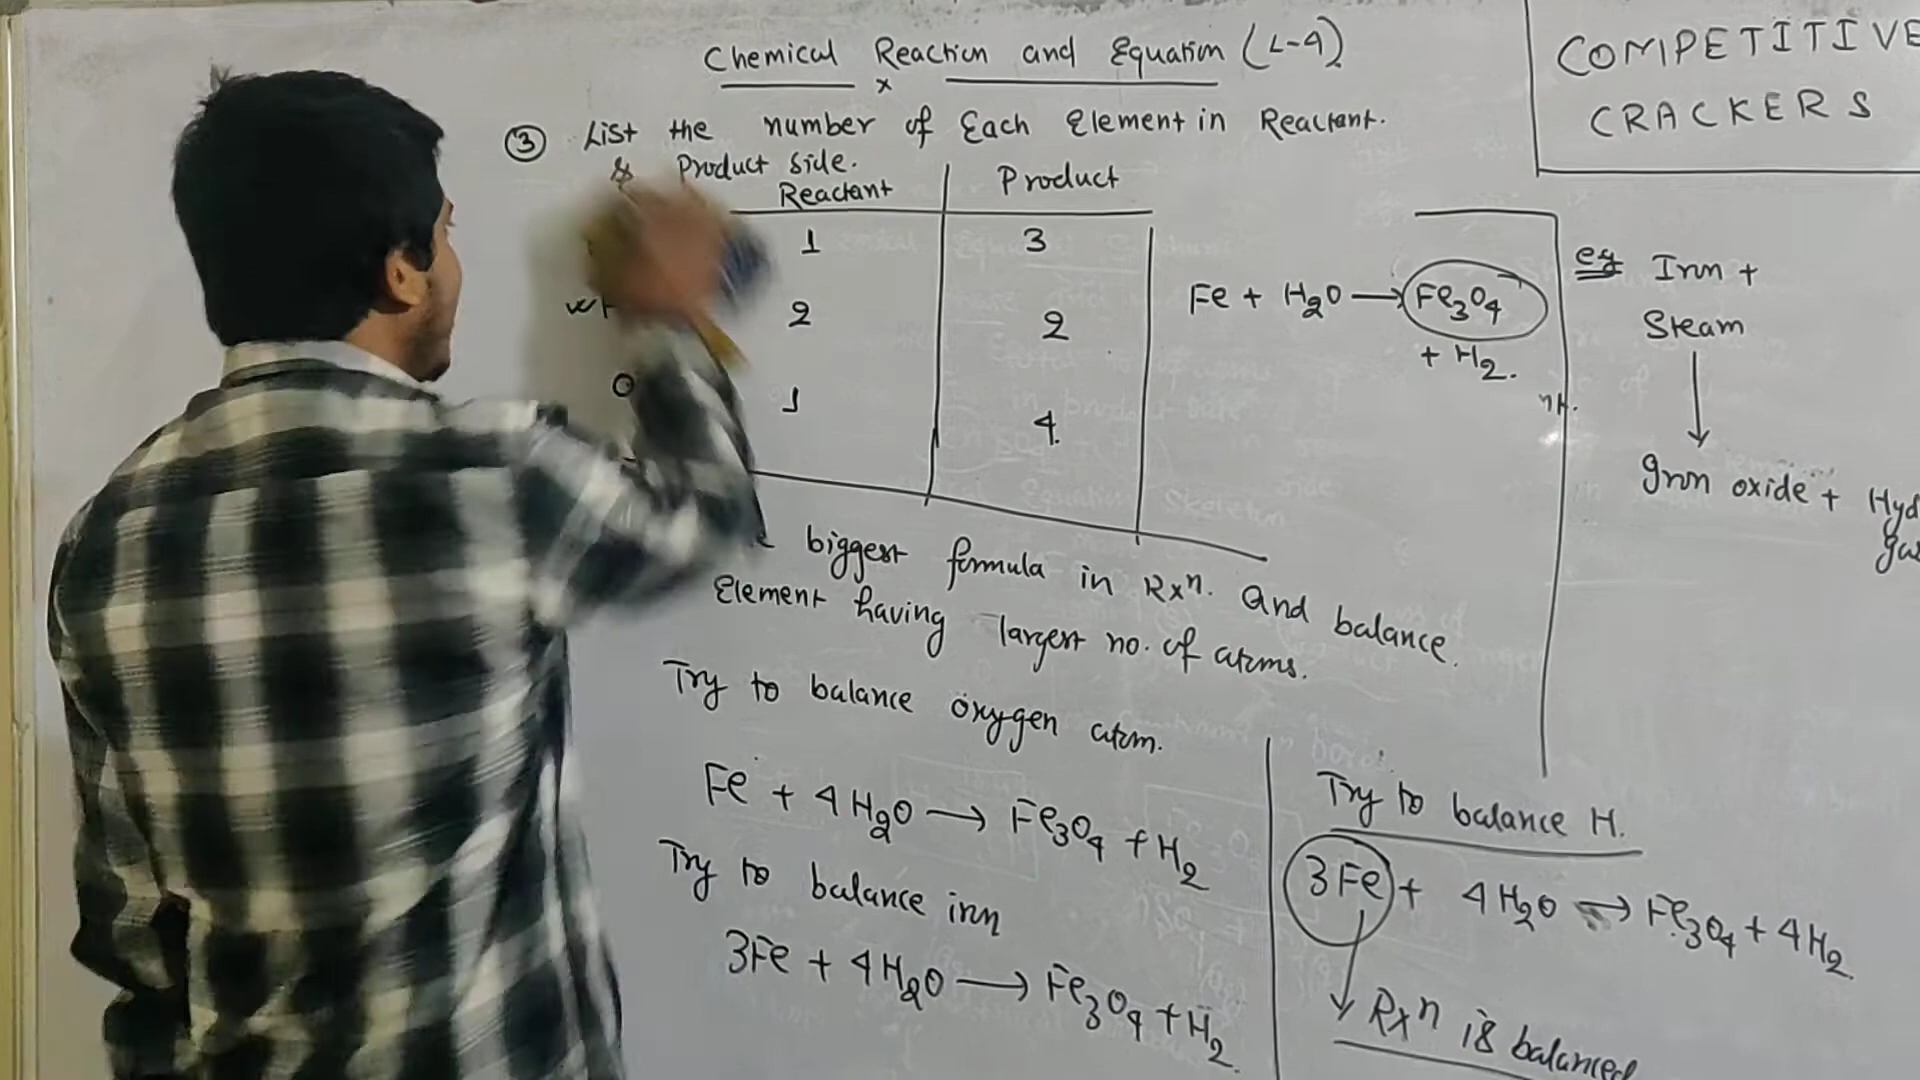 Chemical Reaction and Equation (L-4)
x
COMPETITIVE
CRACKERS
③ List the number of Each Element in Reactant.
& Product side.
Reactant Product
1 3
2 2
O 1 4.
Fe + H2O → Fe3O4
+ H2.
eg Iron +
Steam
↓
Iron oxide +
biggest formula in Rxn. and balance.
Element having largest no. of atoms.
Try to balance oxygen atom.
Fe + 4H2O → Fe3O4 + H2
Try to balance iron
3Fe + 4H2O → Fe3O4 + H2.
Try to balance H.
3Fe + 4H2O → Fe3O4 + 4H2.
↓ Rxn is balanced